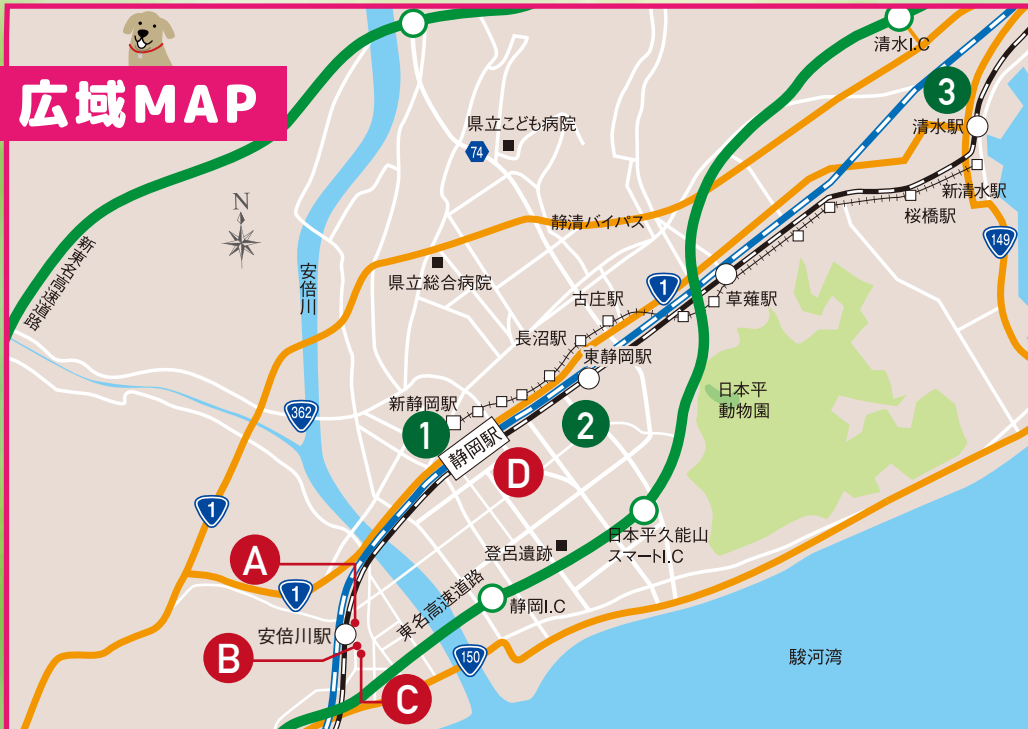 広域MAP
N
清水I.C
3
清水駅
県立こども病院
74
新清水駅
桜橋駅
静清バイパス
149
新東名高速道路
安倍川
県立総合病院
1
草薙駅
古庄駅
長沼駅
東静岡駅
日本平
動物園
新静岡駅
362
1
静岡駅
2
D
1
日本平久能山
スマートI.C
登呂遺跡
A
1
東名高速道路
静岡I.C
安倍川駅
B
150
駿河湾
C